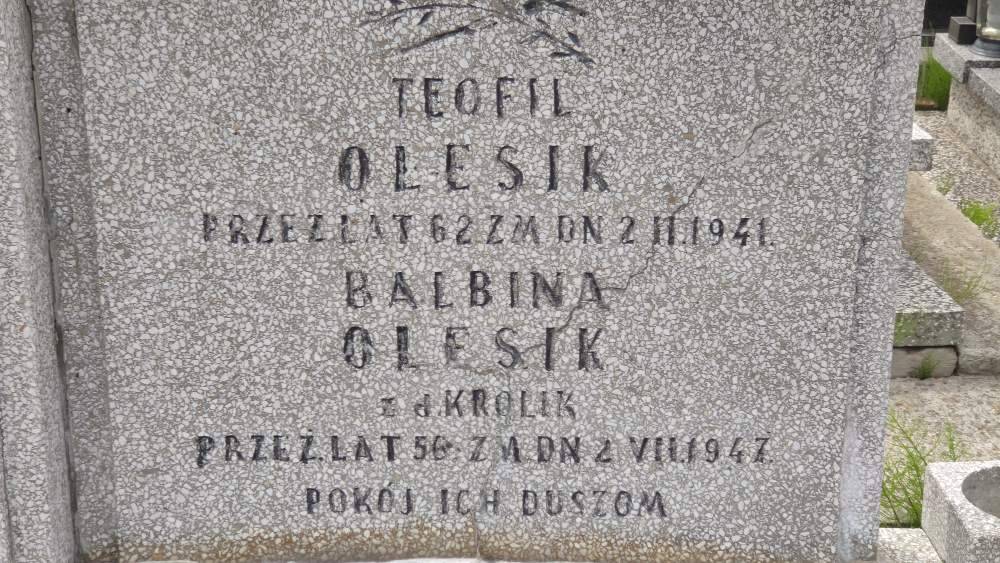 TEOFIL
OLESIK
PRZEŻ.LAT 62 ZM DN 2 II.1941.
BALBINA
OLESIK
z d.KROLIK
PRZEŻ.LAT 56 ZM DN 2 VII.1947.
POKÓJ ICH DUSZOM